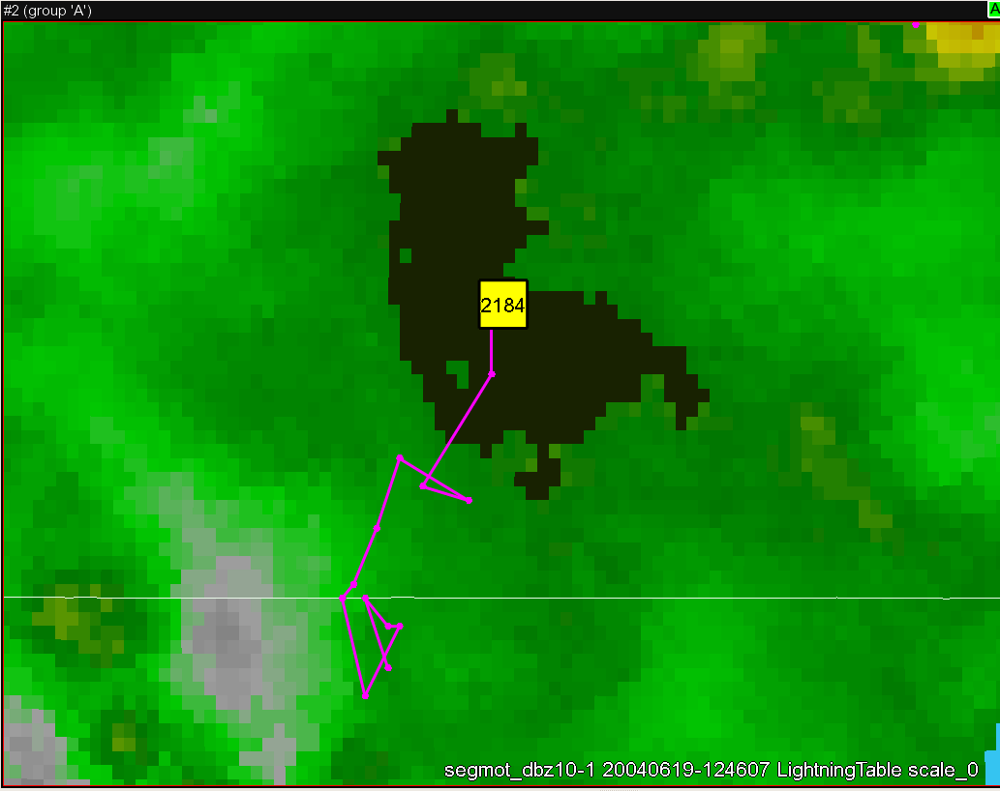 #2 (group 'A')
A
2184
segmot_dbz10-1 20040619-124607 LightningTable scale_0